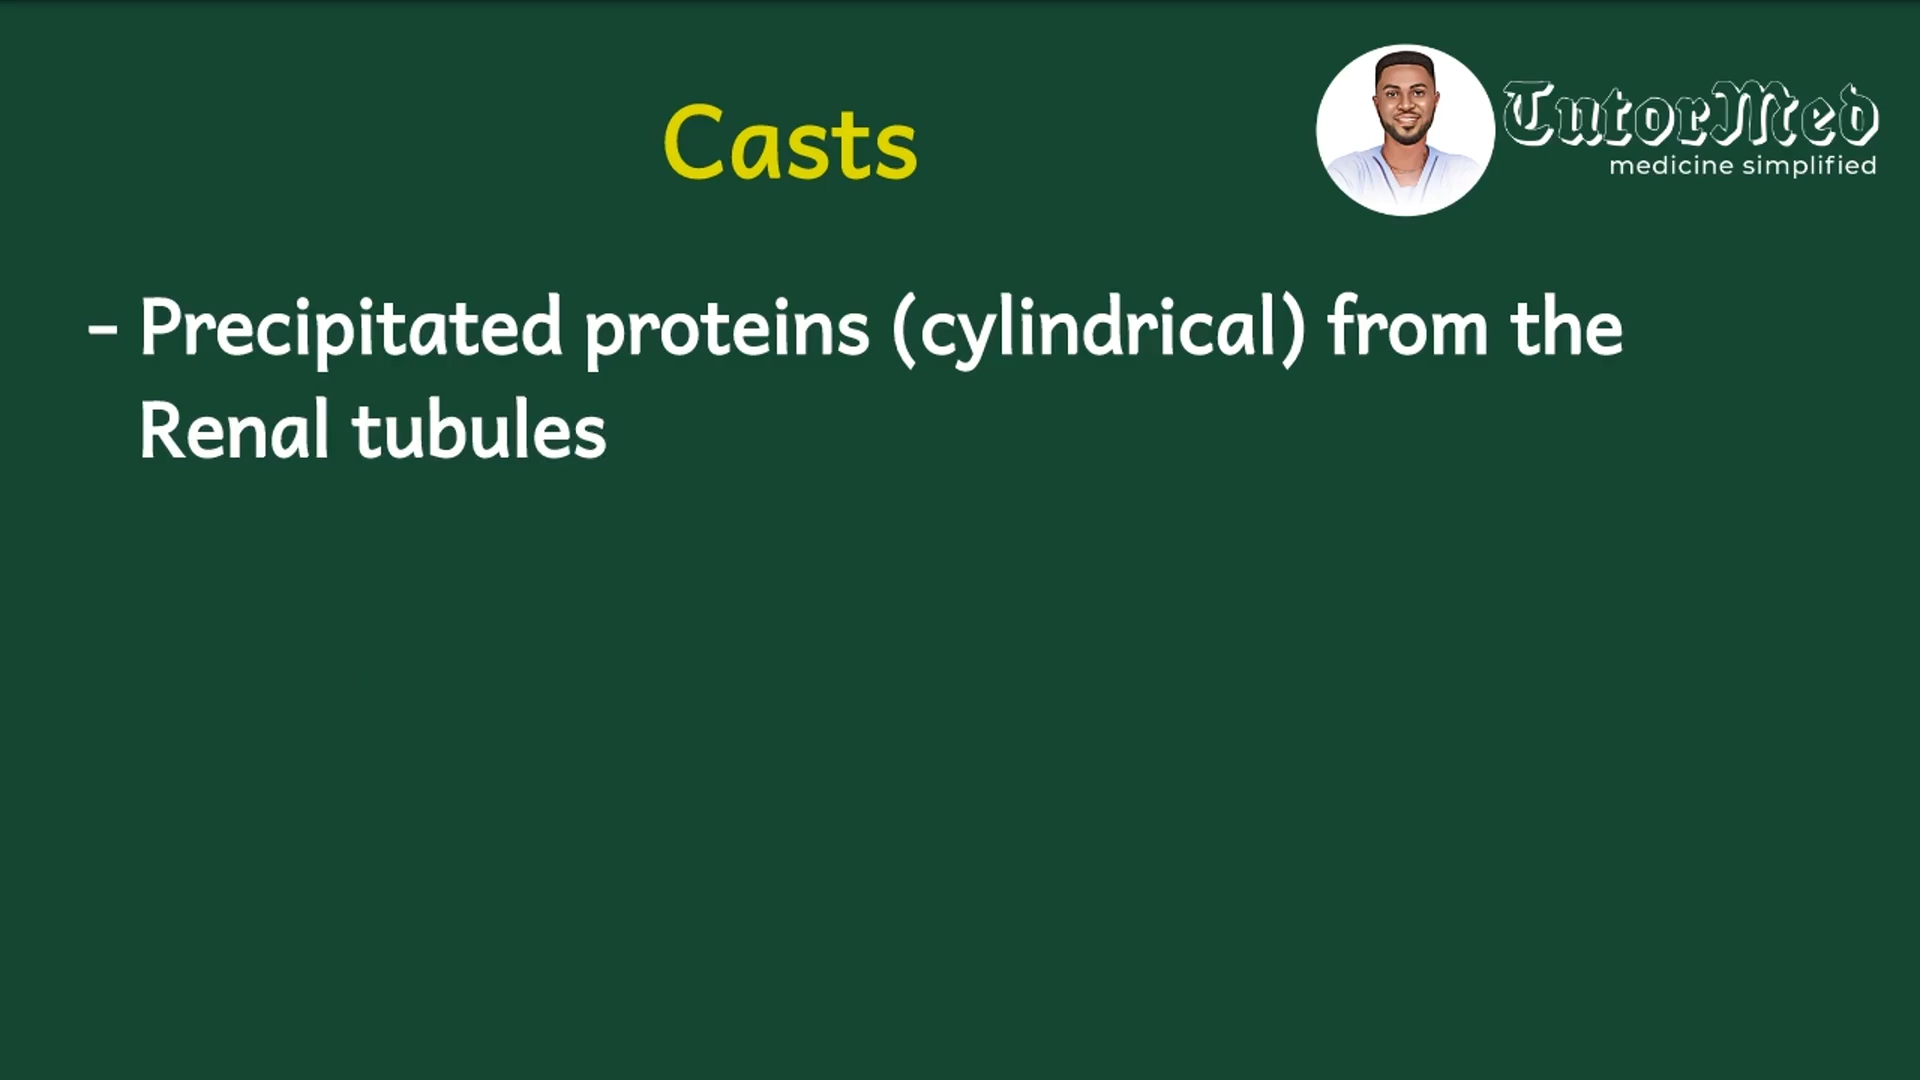 Casts
TutorMed
medicine simplified
- Precipitated proteins (cylindrical) from the
Renal tubules